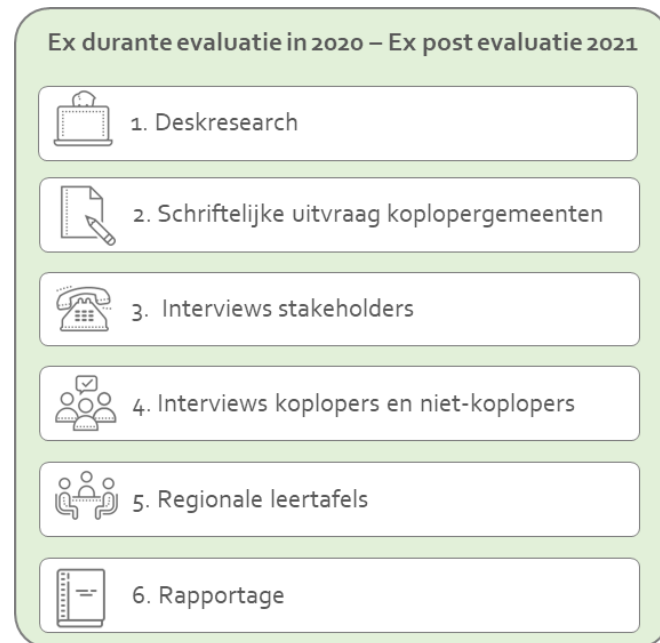 Ex durante evaluatie in 2020 – Ex post evaluatie 2021
1. Deskresearch
2. Schriftelijke uitvraag koplopergemeenten
3. Interviews stakeholders
4. Interviews koplopers en niet-koplopers
5. Regionale leertafels
6. Rapportage